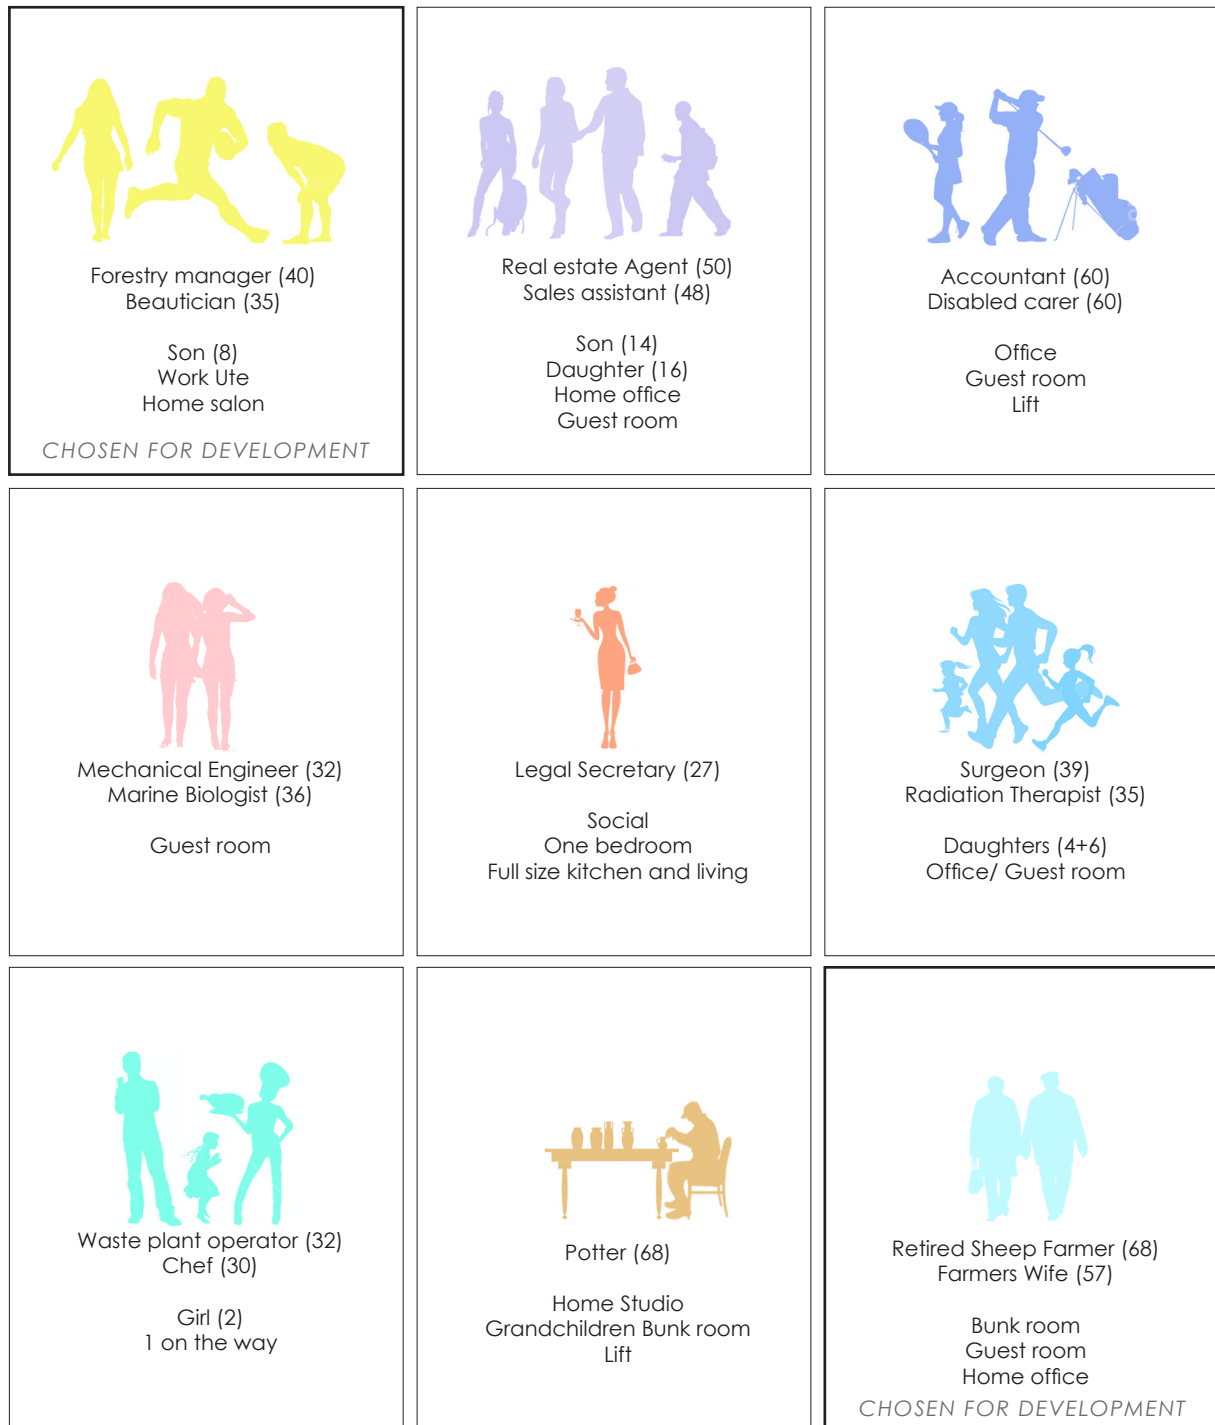 Forestry manager (40)
Beautician (35)
Son (8)
Work Ute
Home salon
CHOSEN FOR DEVELOPMENT
Real estate Agent (50)
Sales assistant (48)
Son (14)
Daughter (16)
Home office
Guest room
Accountant (60)
Disabled carer (60)
Office
Guest room
Lift
Mechanical Engineer (32)
Marine Biologist (36)
Guest room
Legal Secretary (27)
Social
One bedroom
Full size kitchen and living
Surgeon (39)
Radiation Therapist (35)
Daughters (4+6)
Office/ Guest room
Waste plant operator (32)
Chef (30)
Girl (2)
1 on the way
Potter (68)
Home Studio
Grandchildren Bunk room
Lift
Retired Sheep Farmer (68)
Farmers Wife (57)
Bunk room
Guest room
Home office
CHOSEN FOR DEVELOPMENT